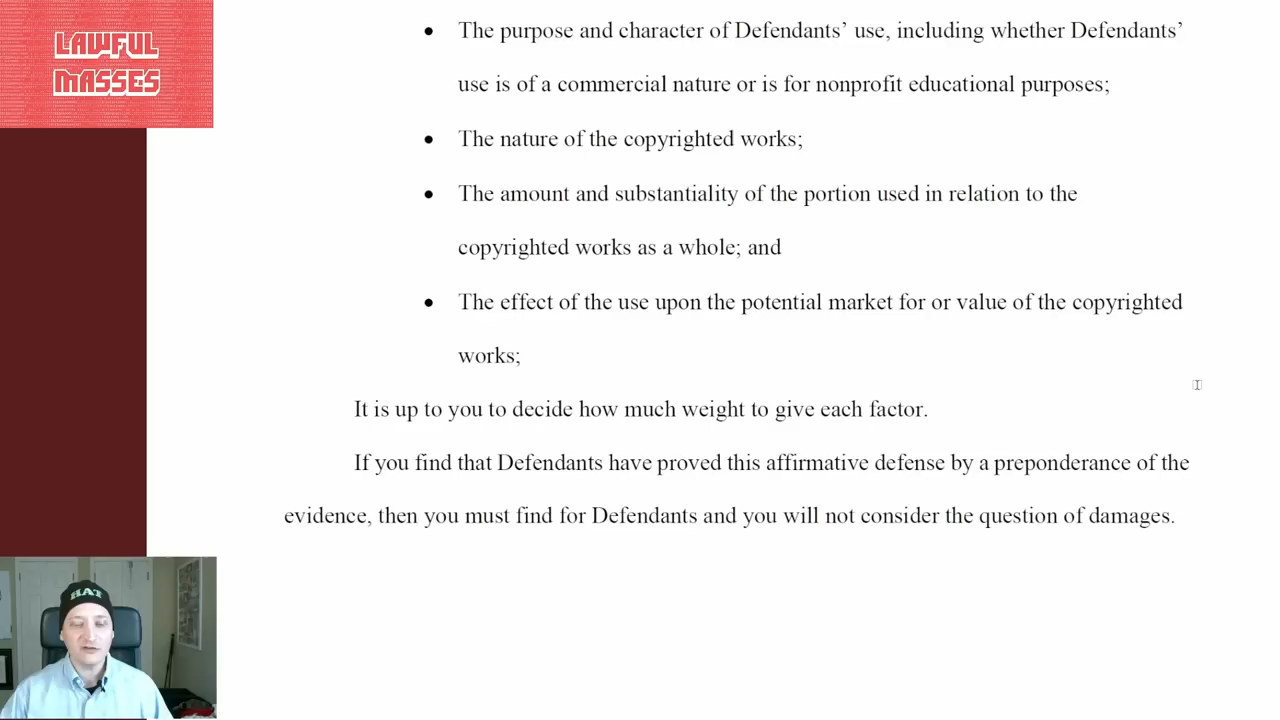 LAWFUL
MASSES
• The purpose and character of Defendants’ use, including whether Defendants’
use is of a commercial nature or is for nonprofit educational purposes;
• The nature of the copyrighted works;
• The amount and substantiality of the portion used in relation to the
copyrighted works as a whole; and
• The effect of the use upon the potential market for or value of the copyrighted
works;
It is up to you to decide how much weight to give each factor.
If you find that Defendants have proved this affirmative defense by a preponderance of the
evidence, then you must find for Defendants and you will not consider the question of damages.
HAT